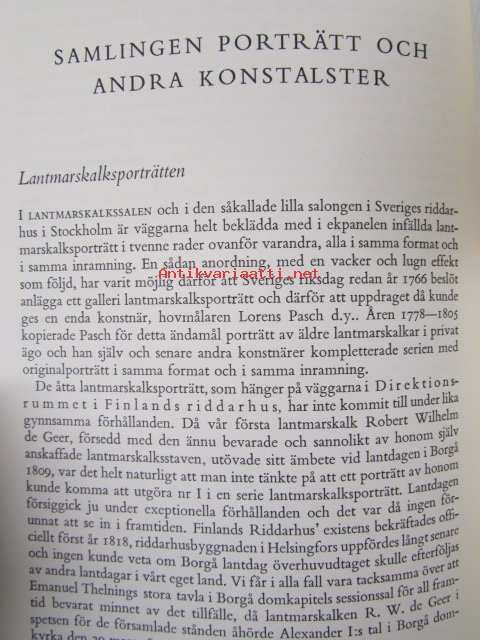 SAMLINGEN PORTRÄTT OCH
ANDRA KONSTALSTER
Lantmarskalksporträtten
I LANTMARSKALKSSALEN och i den såkallade lilla salongen i Sveriges riddar-
hus i Stockholm är väggarna helt beklädda med i ekpanelen infällda lant-
marskalksporträtt i tvenne rader ovanför varandra, alla i samma format och
i samma inramning. En sådan anordning, med en vacker och lugn effekt
Antikvariaatti.net
som följd, har varit möjlig därför att Sveriges riksdag redan år 1766 beslöt
anlägga ett galleri lantmarskalksporträtt och därför att uppdraget då kunde
ges en enda konstnär, hovmålaren Lorens Pasch d.y.. Åren 1778—1805
kopierade Pasch för detta ändamål porträtt av äldre lantmarskalkar i privat
ägo och han själv och senare andra konstnärer kompletterade serien med
originalporträtt i samma format och i samma inramning.
De åtta lantmarskalksporträtt, som hänger på väggarna i Direktions-
rummet i Finlands riddarhus, har inte kommit till under lika
gynnsamma förhållanden. Då vår första lantmarskalk Robert Wilhelm
de Geer, försedd med den ännu bevarade och sannolikt av honom själv
anskaffade lantmarskalksstaven, utövade sitt ämbete vid lantdagen i Borgå
1809, var det helt naturligt att man inte tänkte på att ett porträtt av honom
kunde komma att utgöra nr I i en serie lantmarskalksporträtt. Lantdagen
försiggick ju under exeptionella förhållanden och det var då ingen för-
unnat att se in i framtiden. Finlands Riddarhus' existens bekräftades offi-
ciellt först år 1818, riddarhusbyggnaden i Helsingfors uppfördes långt senare
och ingen kunde veta om Borgå lantdag överhuvudtaget skulle efterföljas
av andra lantdagar i vårt eget land. Vi får i alla fall vara tacksamma över att
Emanuel Thelnings stora tavla i Borgå domkapitels sessionssal för all fram-
tid bevarat minnet av det tillfälle, då lantmarskalken R. W. de Geer i
spetsen för de församlade stånden åhörde Alexander I:s tal i Borgå dom-
kyrka den 29